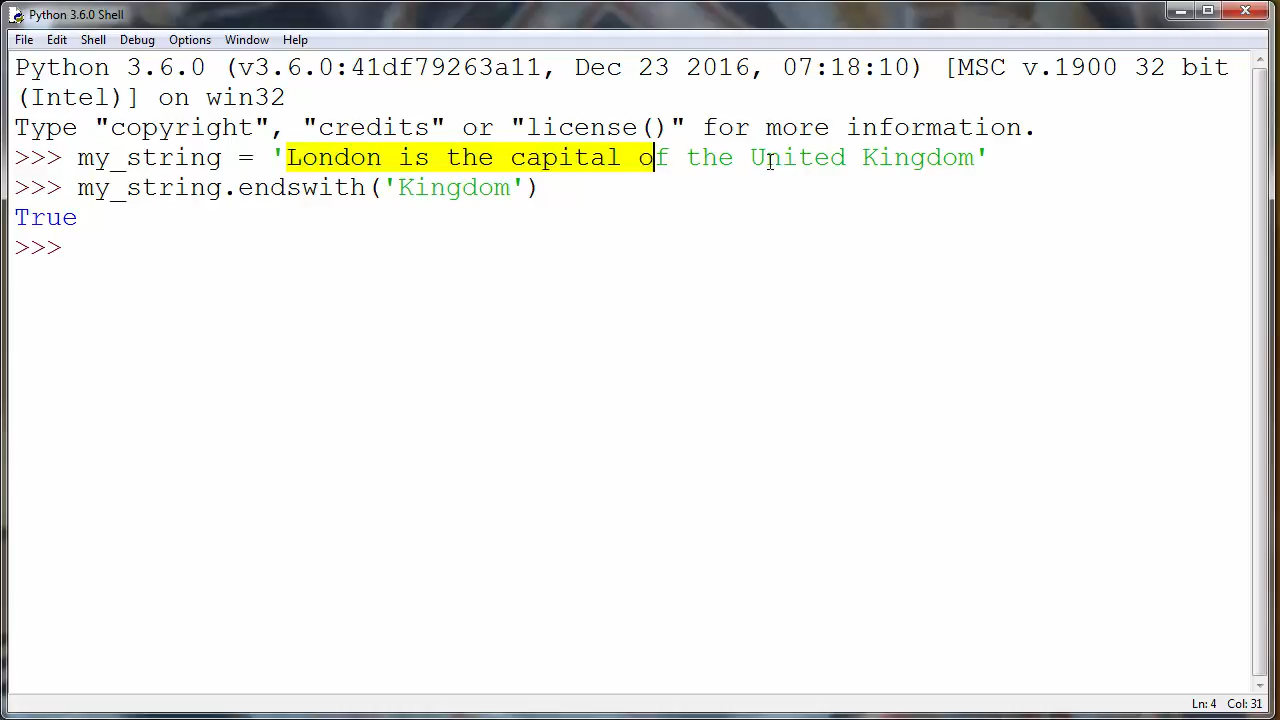 Python 3.6.0 Shell
File Edit Shell Debug Options Window Help
Python 3.6.0 (v3.6.0:41df79263a11, Dec 23 2016, 07:18:10) [MSC v.1900 32 bit
(Intel)] on win32
Type "copyright", "credits" or "license()" for more information.
>>> my_string = 'London is the capital of the United Kingdom'
>>> my_string.endswith('Kingdom')
True
>>>
Ln: 4 Col: 31